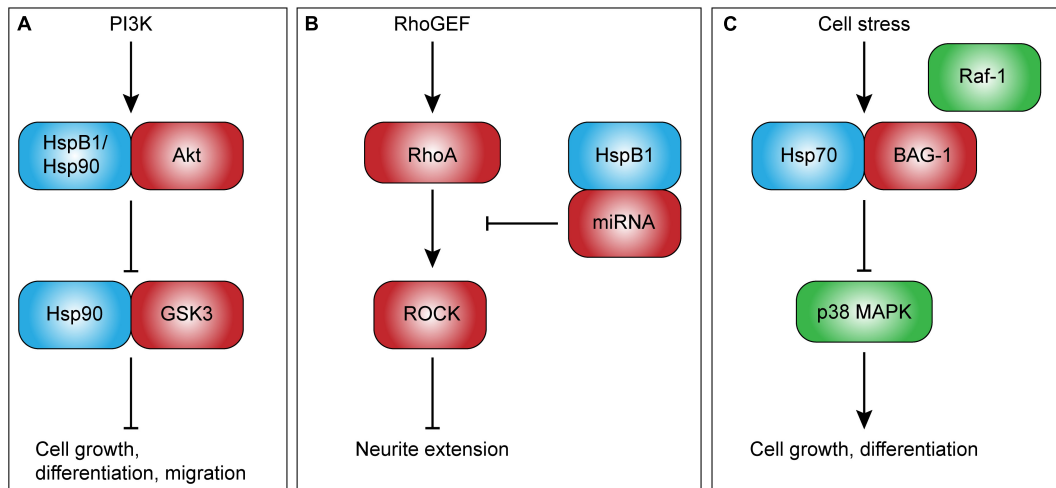 A
PI3K
HspB1/
Hsp90
Akt
Hsp90
GSK3
Cell growth,
differentiation, migration
B
RhoGEF
RhoA
HspB1
miRNA
ROCK
Neurite extension
C
Cell stress
Raf-1
Hsp70
BAG-1
p38 MAPK
Cell growth, differentiation